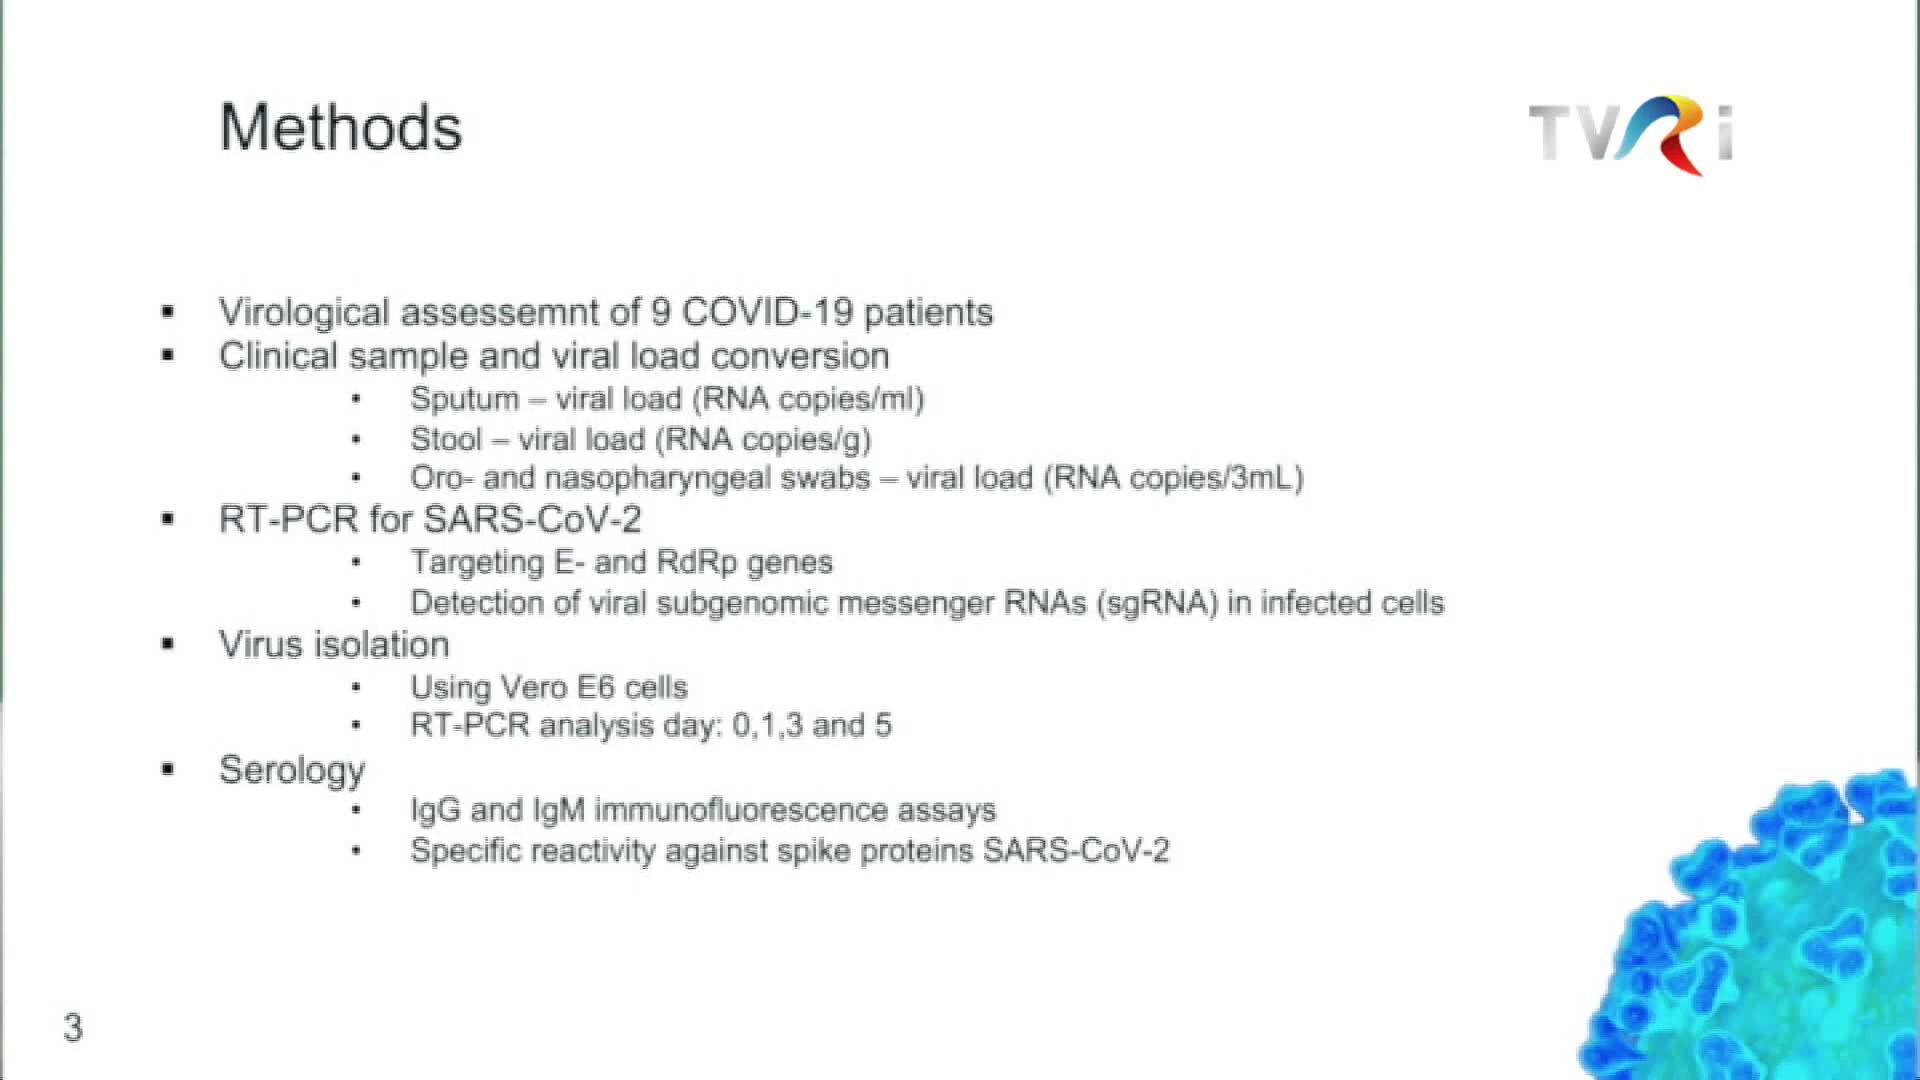 Methods
TVRi
▪ Virological assessemnt of 9 COVID-19 patients
▪ Clinical sample and viral load conversion
• Sputum – viral load (RNA copies/ml)
• Stool – viral load (RNA copies/g)
• Oro- and nasopharyngeal swabs – viral load (RNA copies/3mL)
▪ RT-PCR for SARS-CoV-2
• Targeting E- and RdRp genes
• Detection of viral subgenomic messenger RNAs (sgRNA) in infected cells
▪ Virus isolation
• Using Vero E6 cells
• RT-PCR analysis day: 0,1,3 and 5
▪ Serology
• IgG and IgM immunofluorescence assays
• Specific reactivity against spike proteins SARS-CoV-2
3